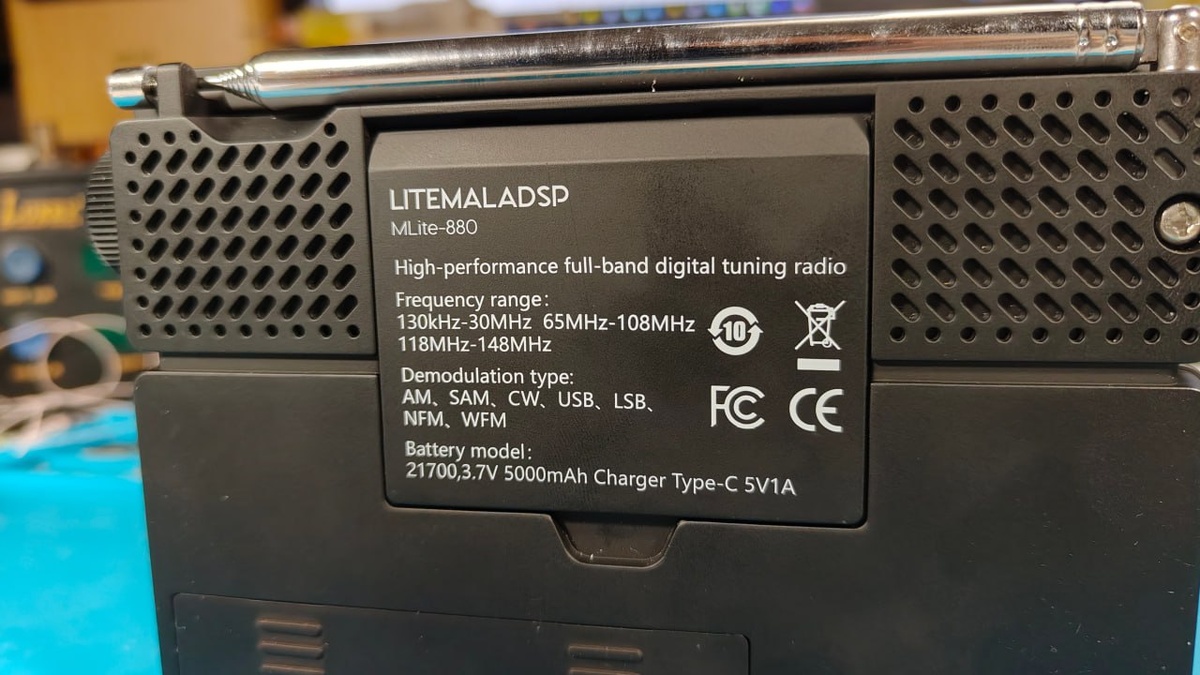 LITEMALADSP
MLite-880
High-performance full-band digital tuning radio
Frequency range:
130kHz-30MHz 65MHz-108MHz
118MHz-148MHz
10
Demodulation type:
AM、SAM、CW、USB、LSB、
NFM、WFM
FC CE
Battery model:
21700,3.7V 5000mAh Charger Type-C 5V1A